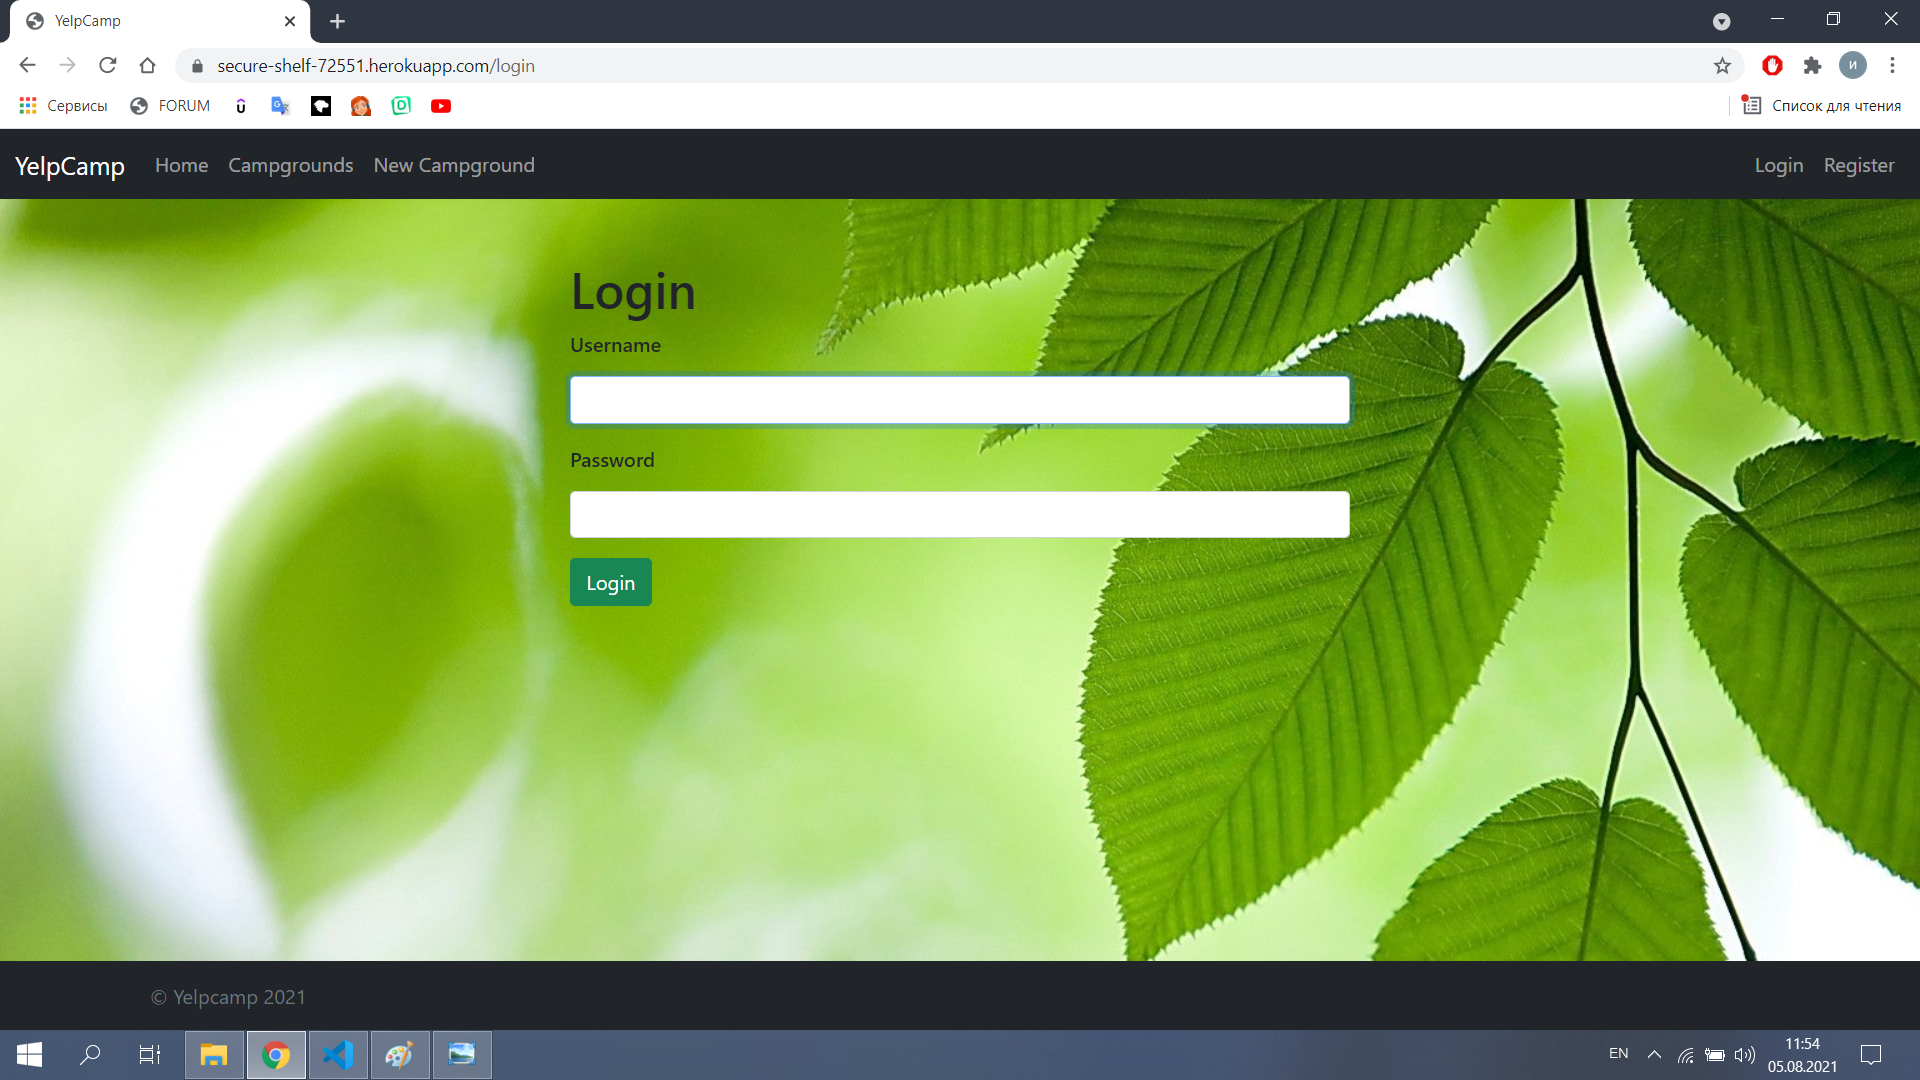 YelpCamp
secure-shelf-72551.herokuapp.com/login
и
Сервисы FORUM Список для чтения
YelpCamp Home Campgrounds New Campground Login Register
Login
Username
Password
Login
© Yelpcamp 2021
EN 11:54
05.08.2021